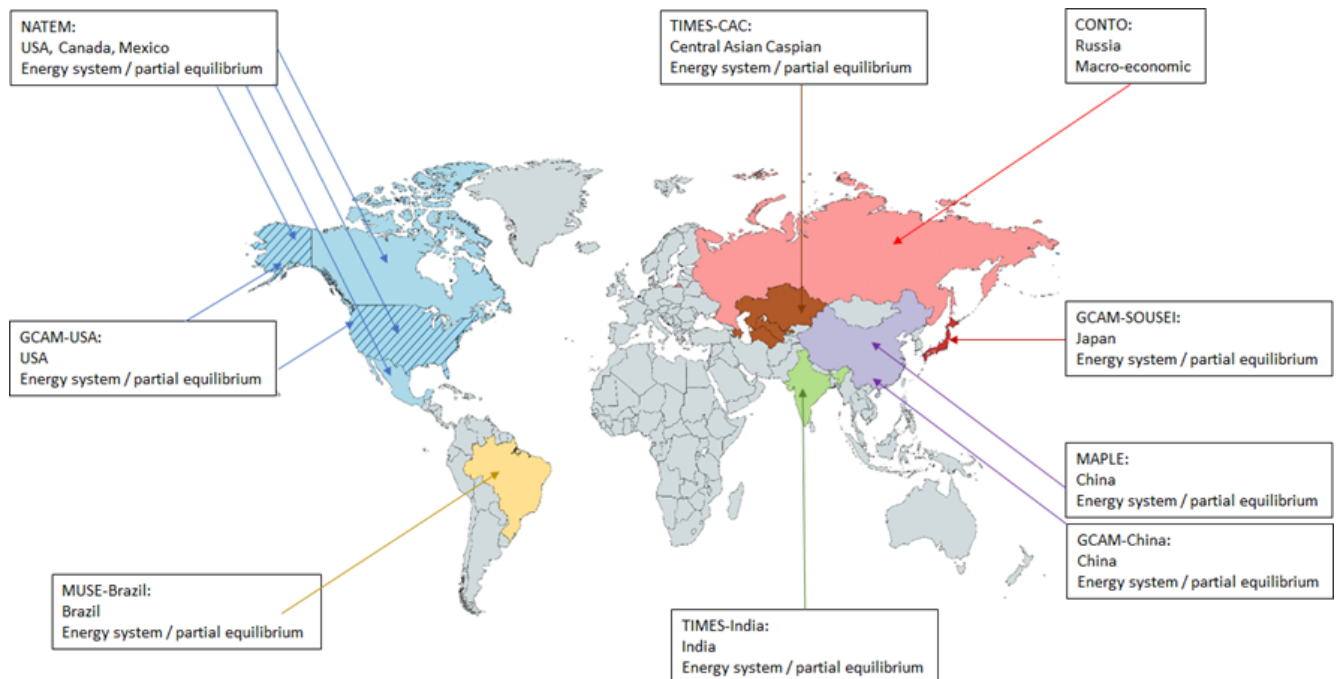 NATEM:
USA, Canada, Mexico
Energy system / partial equilibrium
TIMES-CAC:
Central Asian Caspian
Energy system / partial equilibrium
CONTO:
Russia
Macro-economic
GCAM-USA:
USA
Energy system / partial equilibrium
GCAM-SOUSEI:
Japan
Energy system / partial equilibrium
MAPLE:
China
Energy system / partial equilibrium
GCAM-China:
China
Energy system / partial equilibrium
MUSE-Brazil:
Brazil
Energy system / partial equilibrium
TIMES-India:
India
Energy system / partial equilibrium